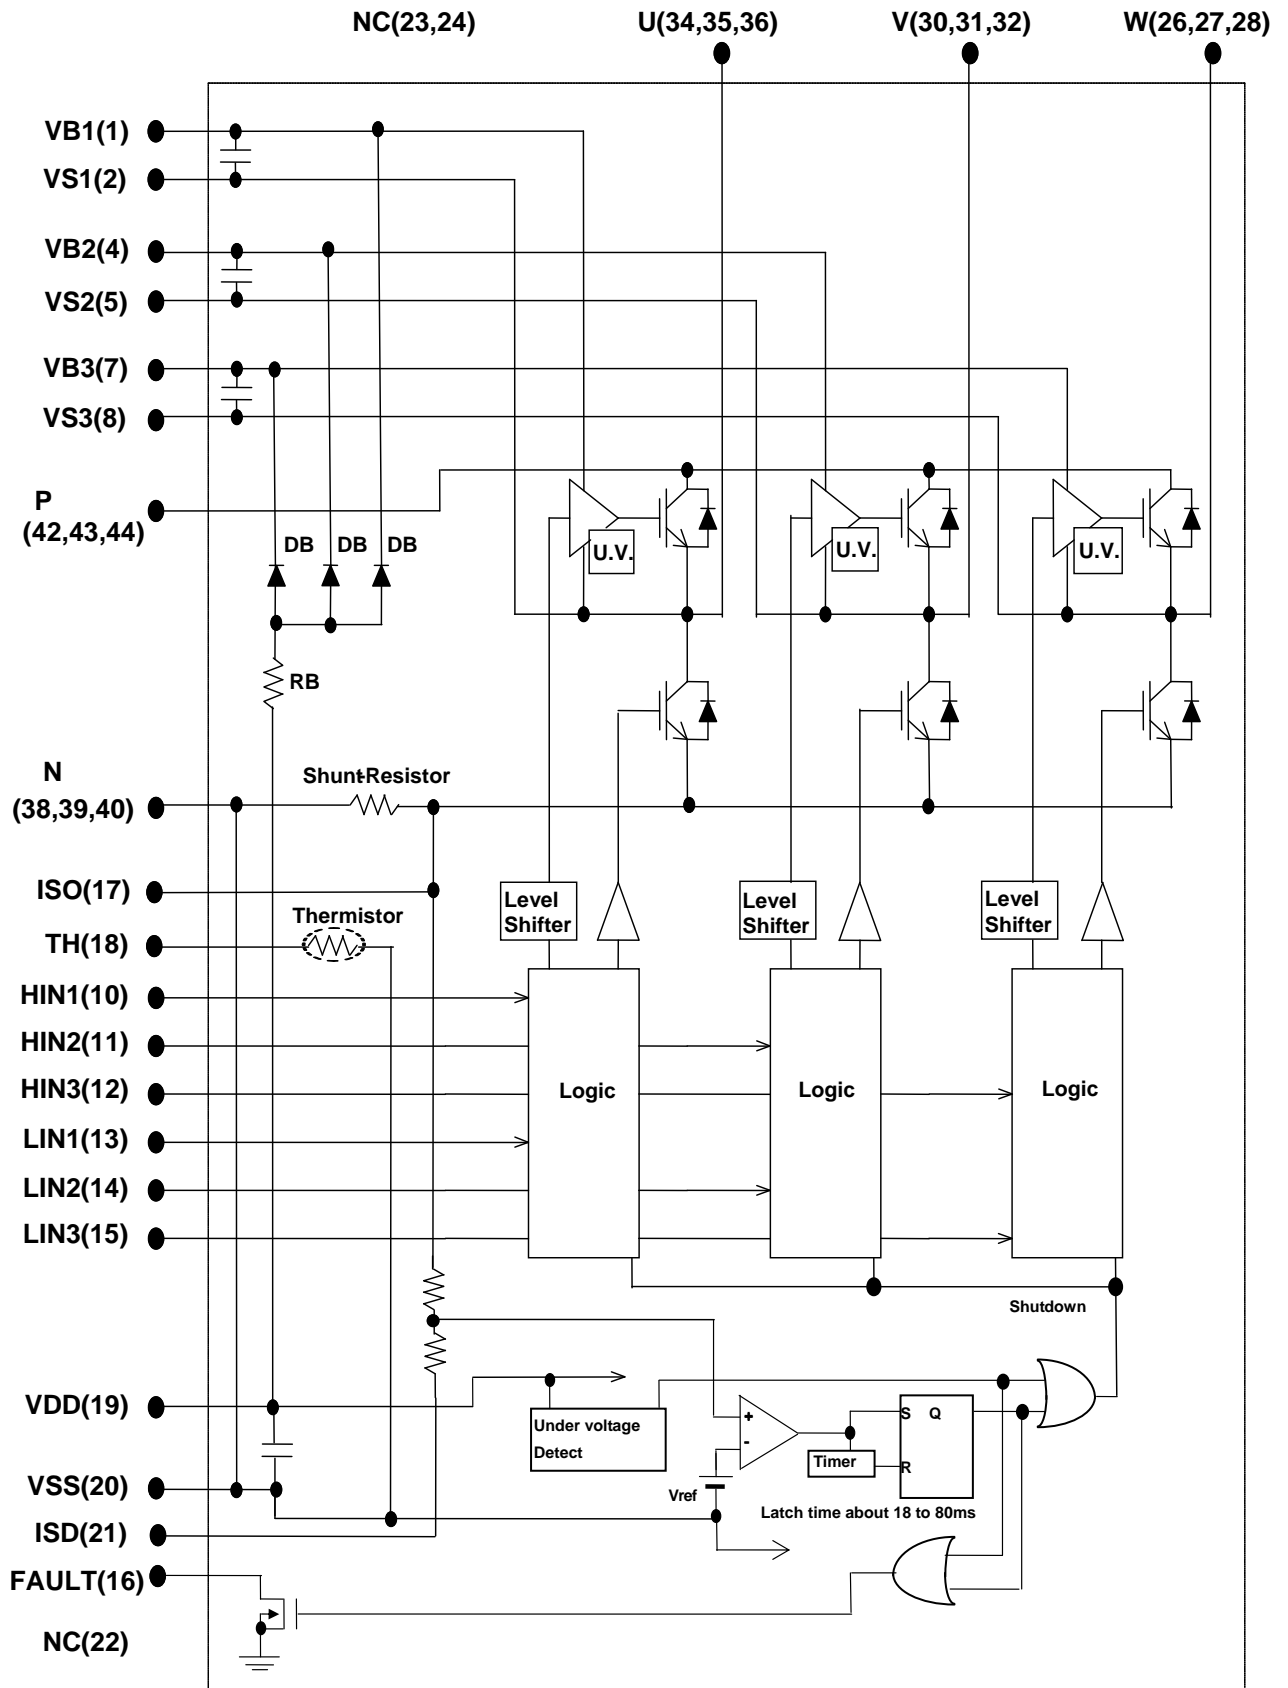 NC(23,24)
U(34,35,36)
V(30,31,32)
W(26,27,28)
VB1(1)
VS1(2)
VB2(4)
VS2(5)
VB3(7)
VS3(8)
P
(42,43,44)
DB
DB
DB
U.V.
U.V.
U.V.
RB
N
(38,39,40)
Shunt-Resistor
ISO(17)
Thermistor
TH(18)
Level
Shifter
Level
Shifter
Level
Shifter
HIN1(10)
HIN2(11)
HIN3(12)
LIN1(13)
LIN2(14)
LIN3(15)
Logic
Logic
Logic
Shutdown
VDD(19)
Under voltage
Detect
+
-
S Q
R
Timer
Vref
Latch time about 18 to 80ms
VSS(20)
ISD(21)
FAULT(16)
NC(22)